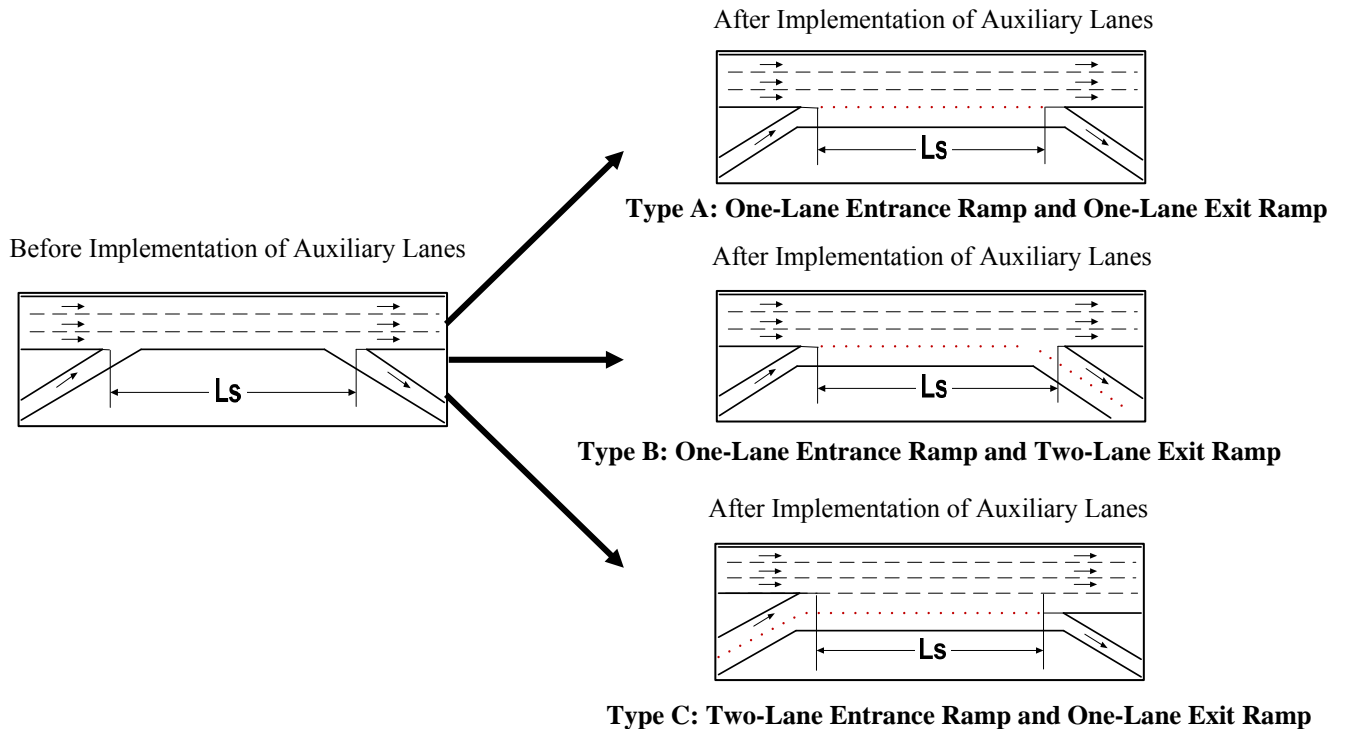 Before Implementation of Auxiliary Lanes
Ls
After Implementation of Auxiliary Lanes
Ls
Type A: One-Lane Entrance Ramp and One-Lane Exit Ramp
After Implementation of Auxiliary Lanes
Ls
Type B: One-Lane Entrance Ramp and Two-Lane Exit Ramp
After Implementation of Auxiliary Lanes
Ls
Type C: Two-Lane Entrance Ramp and One-Lane Exit Ramp